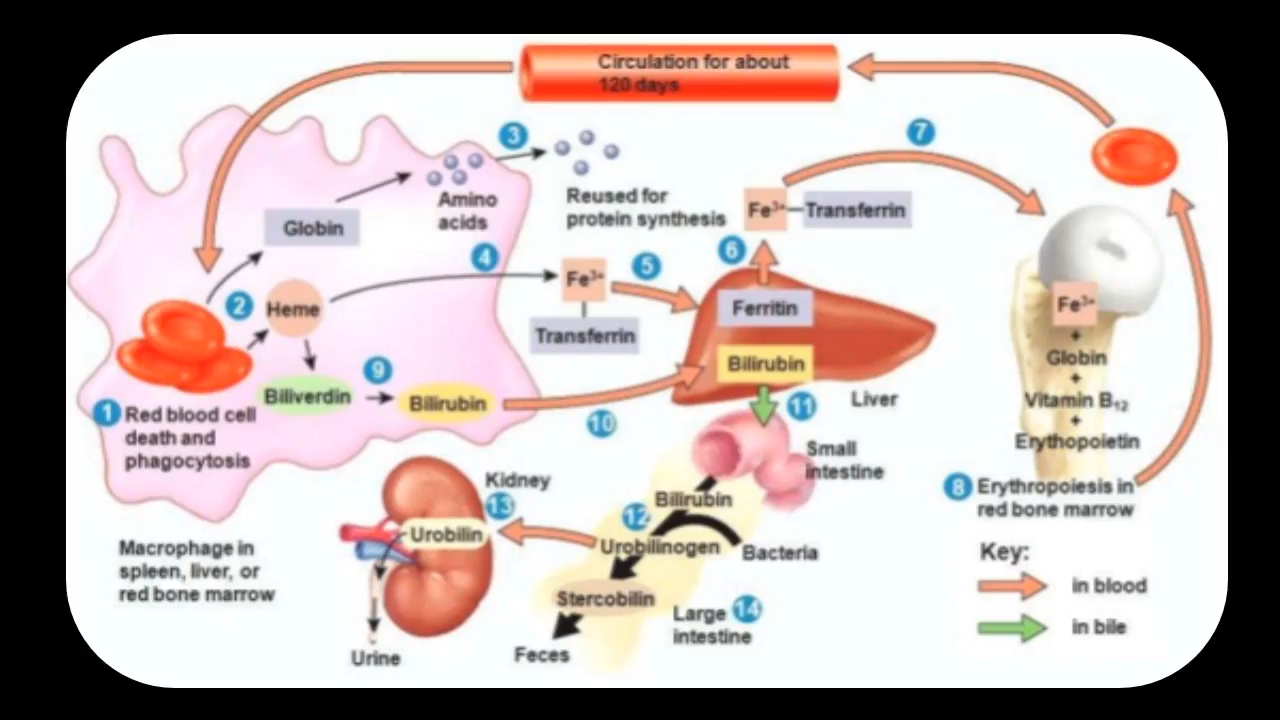 Circulation for about
120 days
3
7
Amino
acids
Reused for
protein synthesis
Fe³⁺
Transferrin
Globin
4
5
6
Fe³⁺
Transferrin
2
Heme
Ferritin
Fe³⁺
+
Globin
+
Vitamin B₁₂
+
Erythropoietin
9
Biliverdin
Bilirubin
Bilirubin
10
11
Liver
1
Red blood cell
death and
phagocytosis
Small
intestine
8
Erythropoiesis in
red bone marrow
Kidney
13
Urobilin
Bilirubin
12
Urobilinogen
Bacteria
Macrophage in
spleen, liver, or
red bone marrow
Stercobilin
Large
intestine
14
Urine
Feces
Key:
in blood
in bile